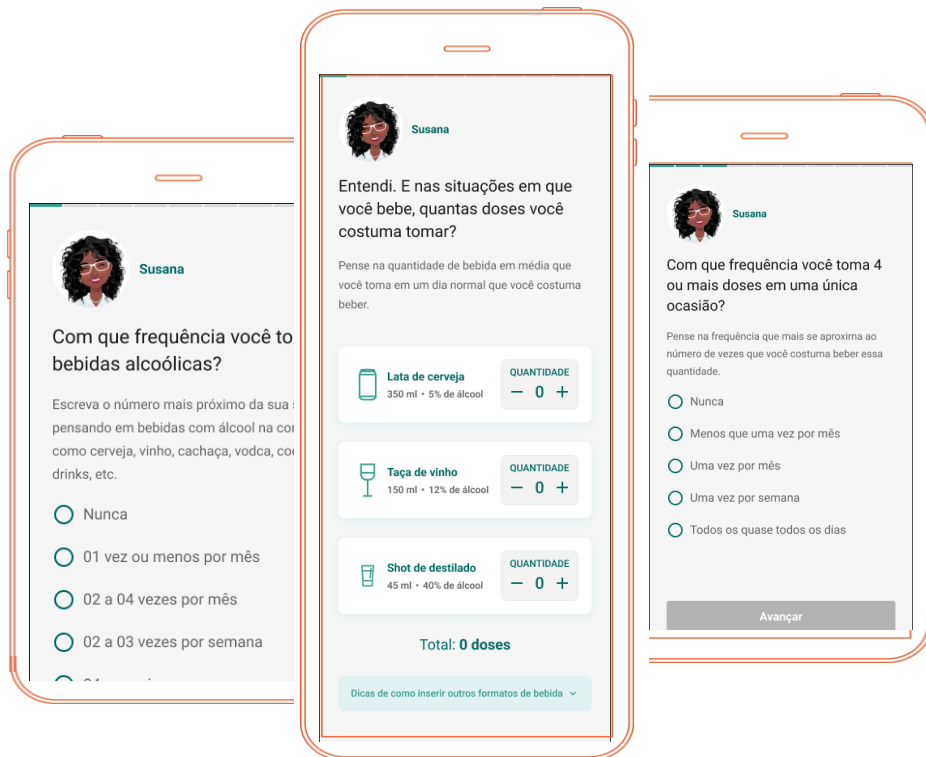 Susana
Com que frequência você to
bebidas alcoólicas?
Escreva o número mais próximo da sua
pensando em bebidas com álcool na
como cerveja, vinho, cachaça, vodca,
drinks, etc.
Nunca
01 vez ou menos por mês
02 a 04 vezes por mês
02 a 03 vezes por semana
Susana
Entendi. E nas situações em que
você bebe, quantas doses você
costuma tomar?
Pense na quantidade de bebida em média que
você toma em um dia normal que você costuma
beber.
Lata de cerveja
350 ml • 5% de álcool
QUANTIDADE
− 0 +
Taça de vinho
150 ml • 12% de álcool
QUANTIDADE
− 0 +
Shot de destilado
45 ml • 40% de álcool
QUANTIDADE
− 0 +
Total: 0 doses
Dicas de como inserir outros formatos de bebida
Susana
Com que frequência você toma 4
ou mais doses em uma única
ocasião?
Pense na frequência que mais se aproxima ao
número de vezes que você costuma beber essa
quantidade.
Nunca
Menos que uma vez por mês
Uma vez por mês
Uma vez por semana
Todos os quase todos os dias
Avançar